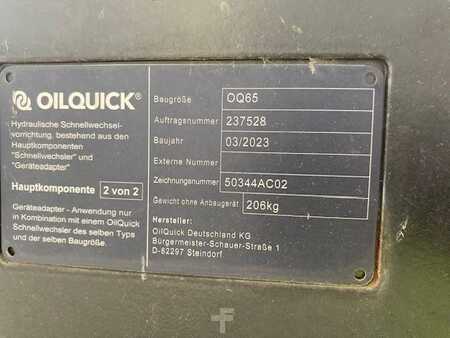 OILQUICK®
Hydraulische Schnellwechsel-
vorrichtung, bestehend aus den
Hauptkomponenten
"Schnellwechsler" und
"Geräteadapter"
Hauptkomponente 2 von 2
Geräteadapter - Anwendung nur
in Kombination mit einem OilQuick
Schnellwechsler des selben Typs
und der selben Baugröße.
Baugröße OQ65
Auftragsnummer 237528
Baujahr 03/2023
Externe Nummer
Zeichnungsnummer 50344AC02
Gewicht ohne Anbaugerät 206kg
Hersteller:
OilQuick Deutschland KG
Bürgermeister-Schauer-Straße 1
D-82297 Steindorf